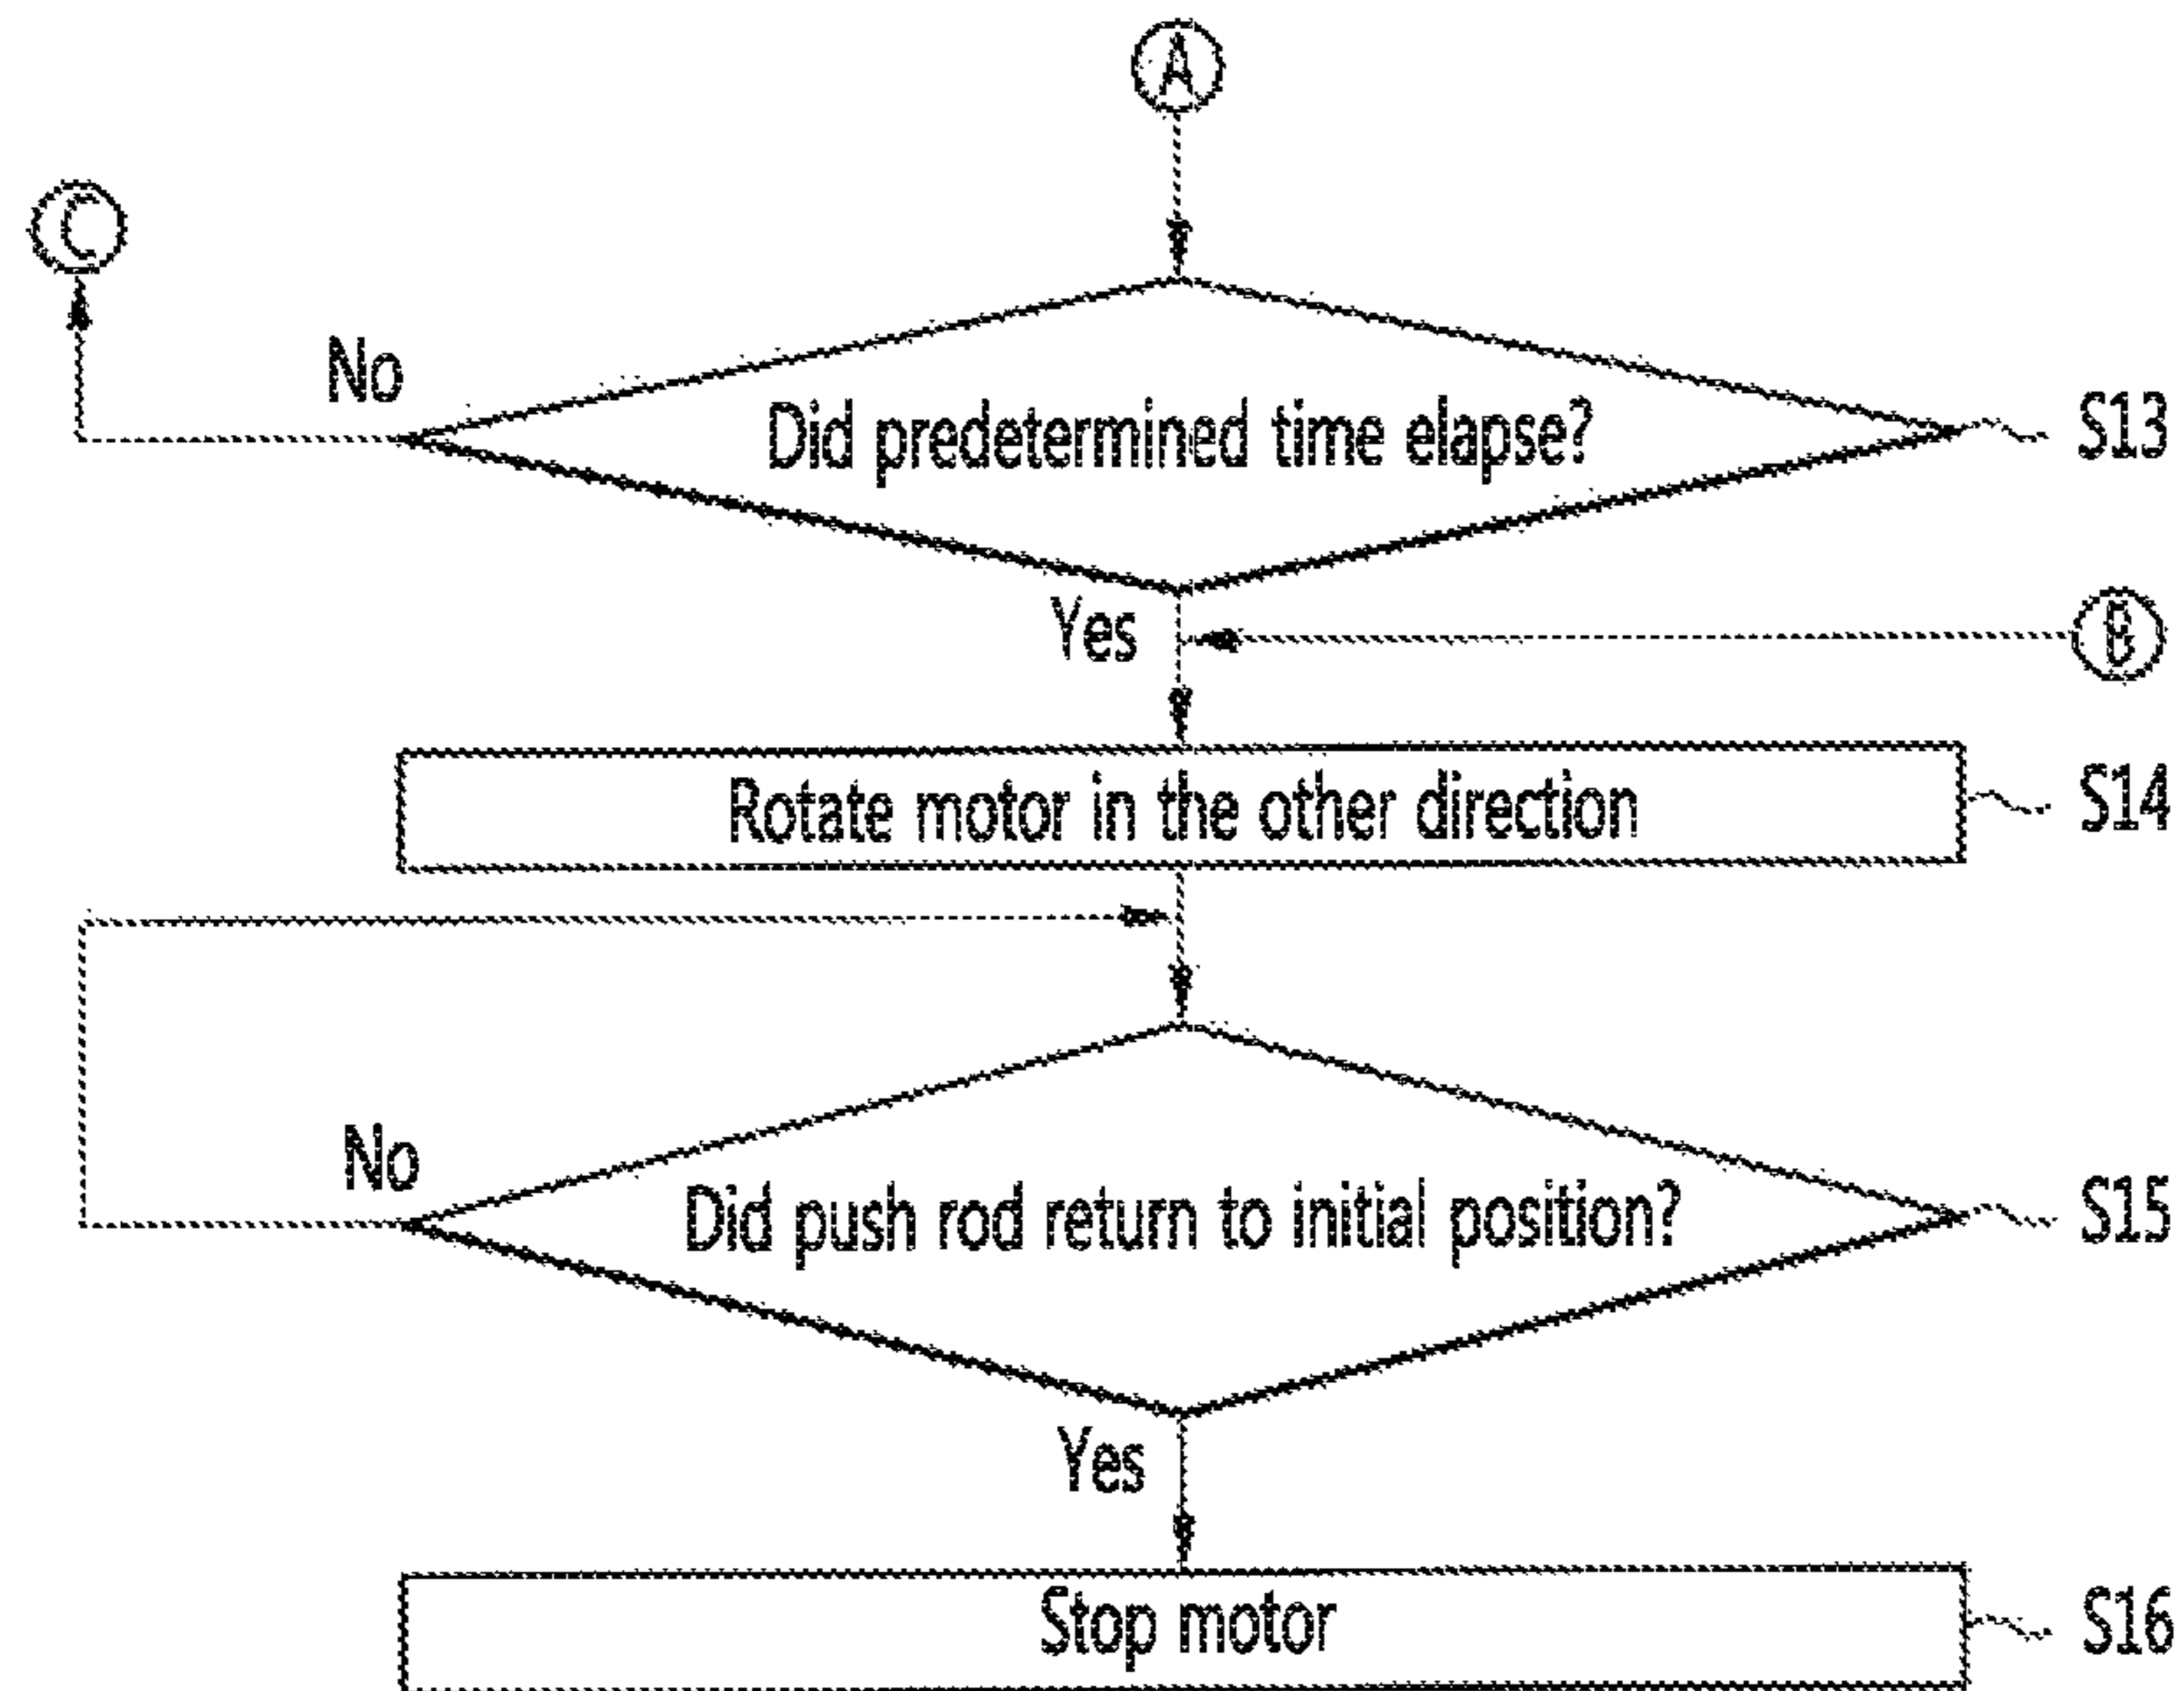 A
C
No
Did predetermined time elapse?
S13
Yes
B
Rotate motor in the other direction
S14
No
Did push rod return to initial position?
S15
Yes
Stop motor
S16